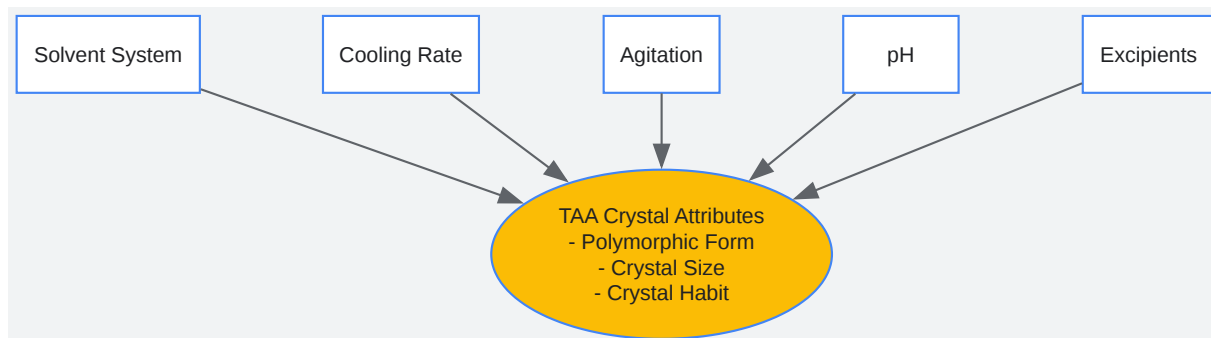 Solvent System
Cooling Rate
Agitation
pH
Excipients
TAA Crystal Attributes
- Polymorphic Form
- Crystal Size
- Crystal Habit